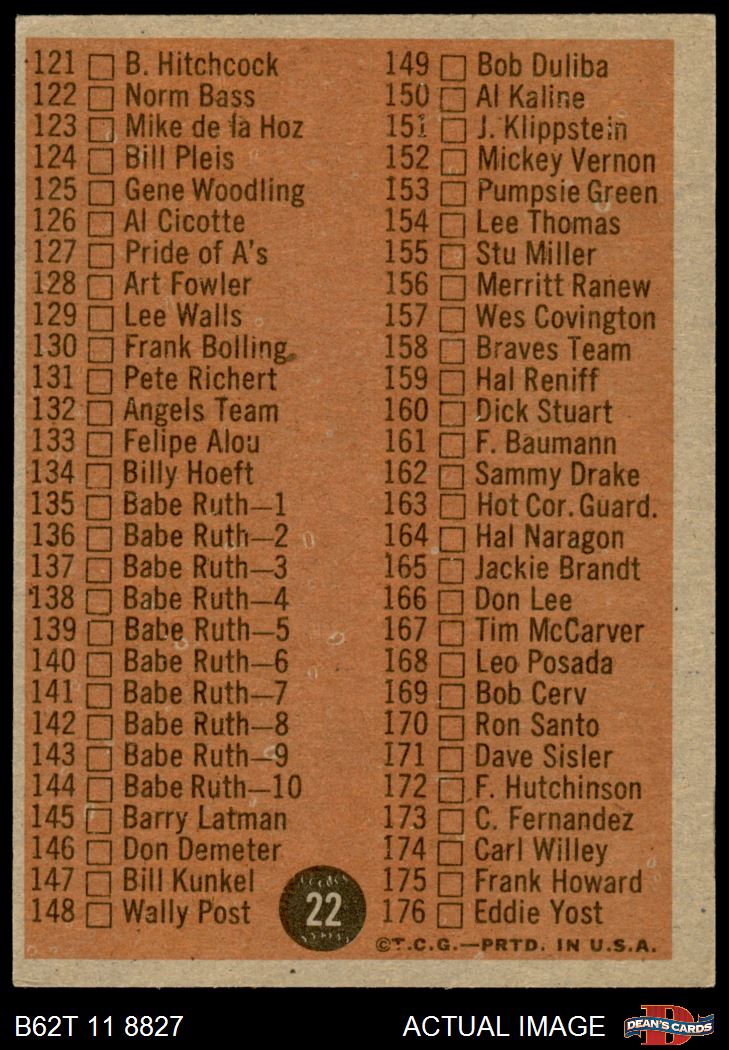 121 B. Hitchcock
122 Norm Bass
123 Mike de la Hoz
124 Bill Pleis
125 Gene Woodling
126 Al Cicotte
127 Pride of A's
128 Art Fowler
129 Lee Walls
130 Frank Bolling
131 Pete Richert
132 Angels Team
133 Felipe Alou
134 Billy Hoeft
135 Babe Ruth—1
136 Babe Ruth—2
137 Babe Ruth—3
138 Babe Ruth—4
139 Babe Ruth—5
140 Babe Ruth—6
141 Babe Ruth—7
142 Babe Ruth—8
143 Babe Ruth—9
144 Babe Ruth—10
145 Barry Latman
146 Don Demeter
147 Bill Kunkel
148 Wally Post
149 Bob Duliba
150 Al Kaline
151 J. Klippstein
152 Mickey Vernon
153 Pumpsie Green
154 Lee Thomas
155 Stu Miller
156 Merritt Ranew
157 Wes Covington
158 Braves Team
159 Hal Reniff
160 Dick Stuart
161 F. Baumann
162 Sammy Drake
163 Hot Cor. Guard.
164 Hal Naragon
165 Jackie Brandt
166 Don Lee
167 Tim McCarver
168 Leo Posada
169 Bob Cerv
170 Ron Santo
171 Dave Sisler
172 F. Hutchinson
173 C. Fernandez
174 Carl Willey
175 Frank Howard
176 Eddie Yost
22
©T.C.G.—PRTD. IN U.S.A.
B62T 11 8827
ACTUAL IMAGE
DEAN'S CARDS